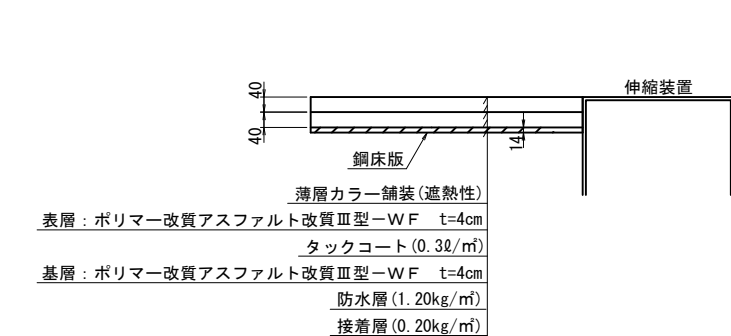 伸縮装置
40
40
14
鋼床版
薄層カラー舗装(遮熱性)
表層：ポリマー改質アスファルト改質Ⅲ型－ＷＦ　t=4cm
タックコート(0.3ℓ/㎡)
基層：ポリマー改質アスファルト改質Ⅲ型－ＷＦ　t=4cm
防水層(1.20kg/㎡)
接着層(0.20kg/㎡)